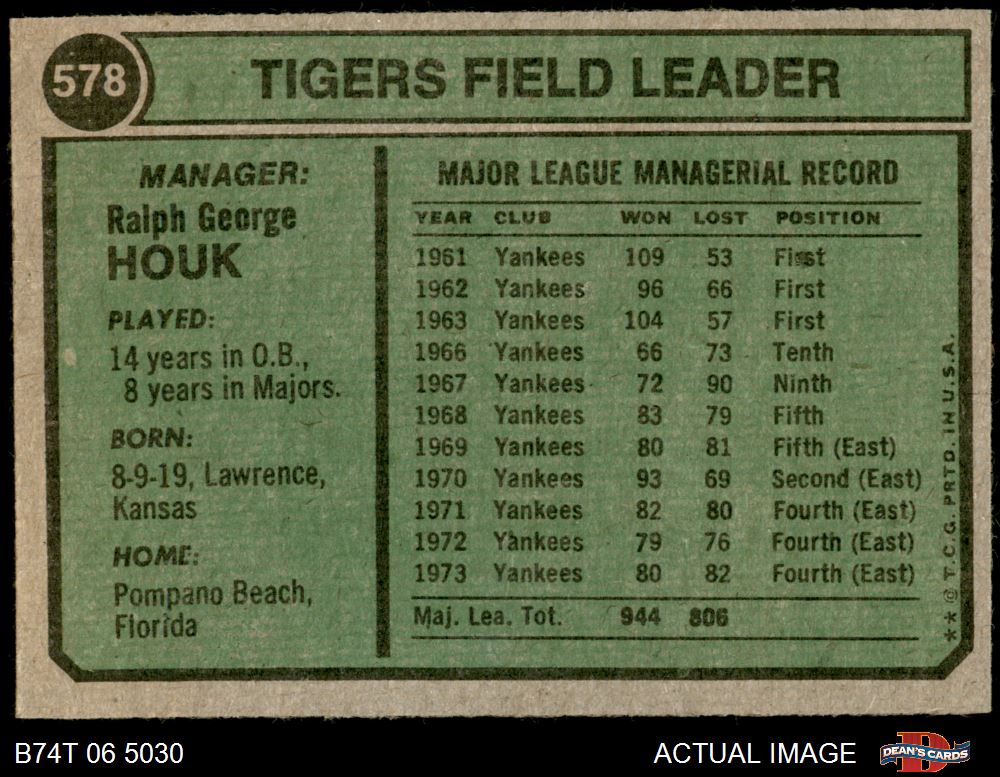 578
TIGERS FIELD LEADER
MANAGER:
Ralph George
HOUK
PLAYED:
14 years in O.B.,
8 years in Majors.
BORN:
8-9-19, Lawrence,
Kansas
HOME:
Pompano Beach,
Florida
MAJOR LEAGUE MANAGERIAL RECORD
YEAR CLUB WON LOST POSITION
1961 Yankees 109 53 First
1962 Yankees 96 66 First
1963 Yankees 104 57 First
1966 Yankees 66 73 Tenth
1967 Yankees 72 90 Ninth
1968 Yankees 83 79 Fifth
1969 Yankees 80 81 Fifth (East)
1970 Yankees 93 69 Second (East)
1971 Yankees 82 80 Fourth (East)
1972 Yankees 79 76 Fourth (East)
1973 Yankees 80 82 Fourth (East)
Maj. Lea. Tot. 944 806
** © T.C.G. PRTD. IN U.S.A.
B74T 06 5030
ACTUAL IMAGE
DEAN'S CARDS